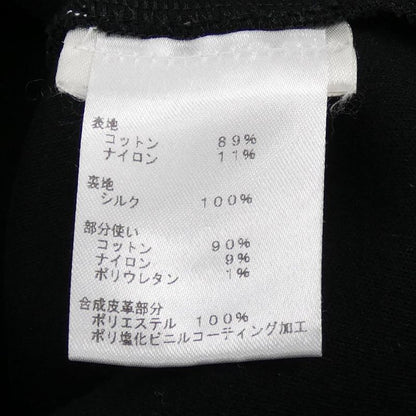 表地
コットン 89%
ナイロン 11%
裏地
シルク 100%
部分使い
コットン 90%
ナイロン 9%
ポリウレタン 1%
合成皮革部分
ポリエステル 100%
ポリ塩化ビニルコーティング加工